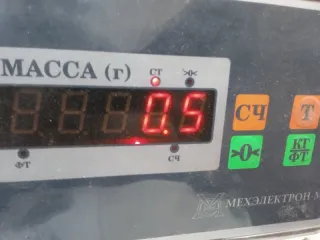 МАССА (г)
СТ >0<
0.5
ФТ СЧ
СЧ Т
>0< КГ ФТ
МЕХЭЛЕКТРОН-М